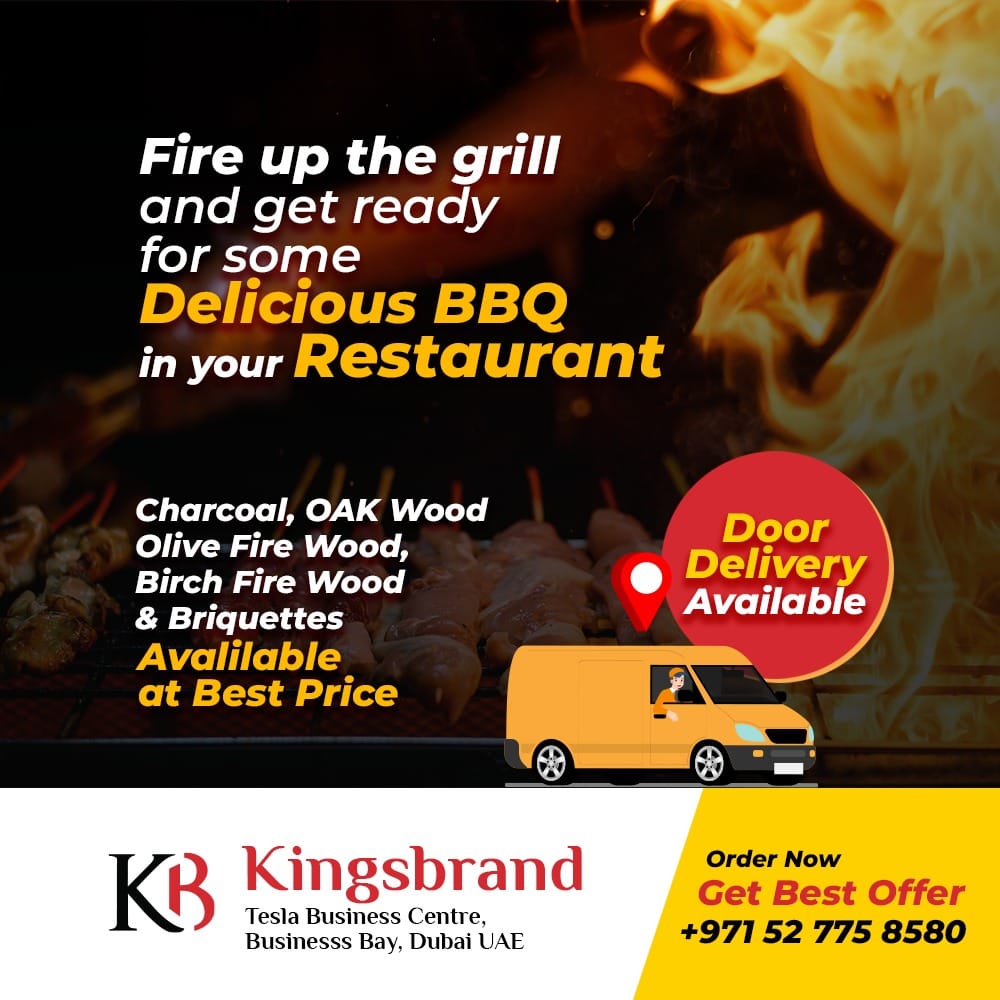 Fire up the grill
and get ready
for some
Delicious BBQ
in your Restaurant
Charcoal, OAK Wood
Olive Fire Wood,
Birch Fire Wood
& Briquettes
Avalilable
at Best Price
Door
Delivery
Available
KB Kingsbrand
Tesla Business Centre,
Businesss Bay, Dubai UAE
Order Now
Get Best Offer
+971 52 775 8580